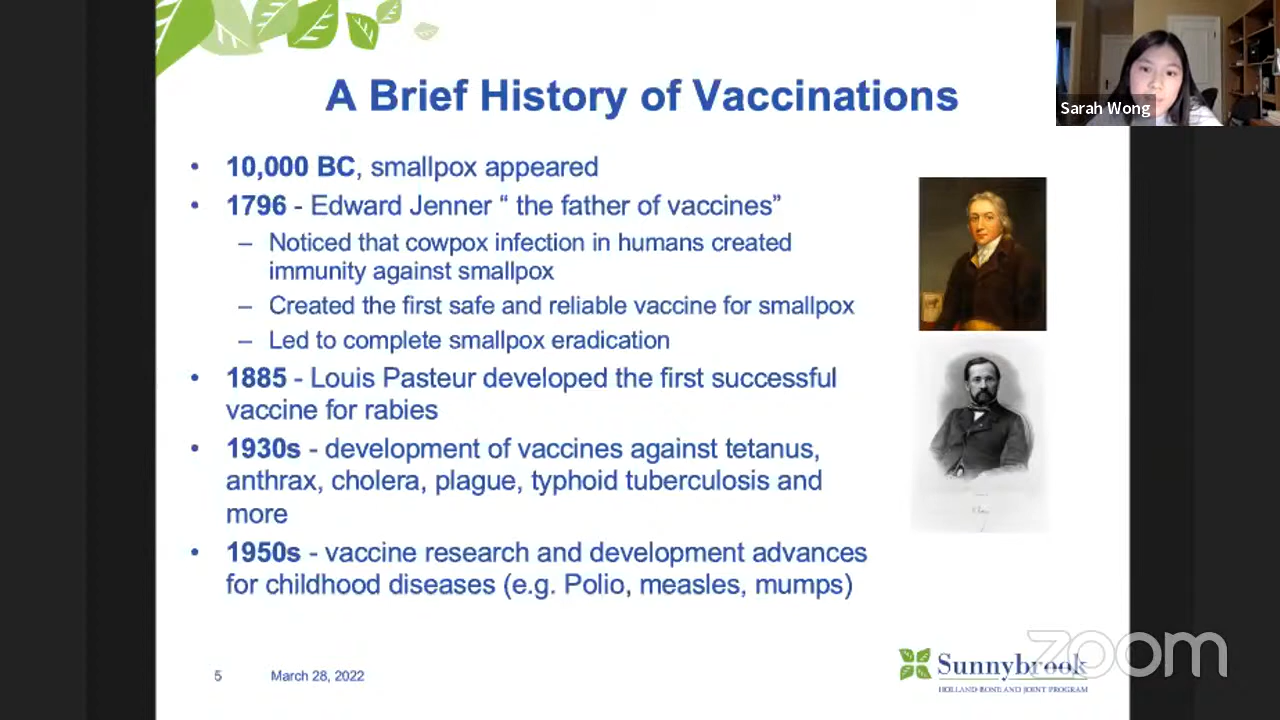 A Brief History of Vaccinations
Sarah Wong
• 10,000 BC, smallpox appeared
• 1796 - Edward Jenner “ the father of vaccines”
– Noticed that cowpox infection in humans created
immunity against smallpox
– Created the first safe and reliable vaccine for smallpox
– Led to complete smallpox eradication
• 1885 - Louis Pasteur developed the first successful
vaccine for rabies
• 1930s - development of vaccines against tetanus,
anthrax, cholera, plague, typhoid tuberculosis and
more
• 1950s - vaccine research and development advances
for childhood diseases (e.g. Polio, measles, mumps)
5 March 28, 2022
Sunnybrook
HOLLAND BONE AND JOINT PROGRAM
zoom